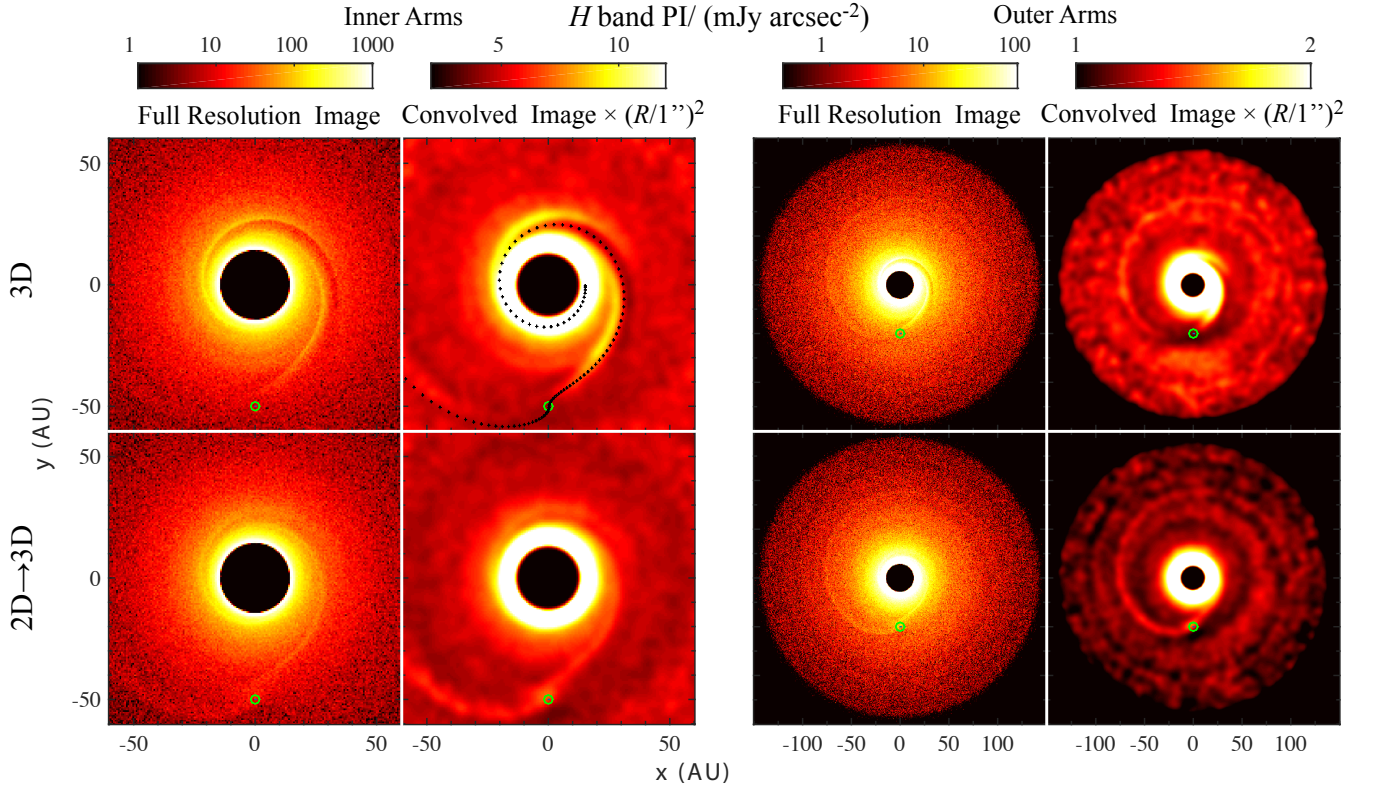 Inner Arms H band PI/ (mJy arcsec-2) Outer Arms
1 10 100 1000 5 10 1 10 100 1 2
Full Resolution Image Convolved Image × (R/1’’)2 Full Resolution Image Convolved Image × (R/1’’)2
3D
50
0
-50
y (AU)
2D→3D
50
0
-50
-50 0 50 -50 0 50 -100 -50 0 50 100 -100 -50 0 50 100
x (AU)